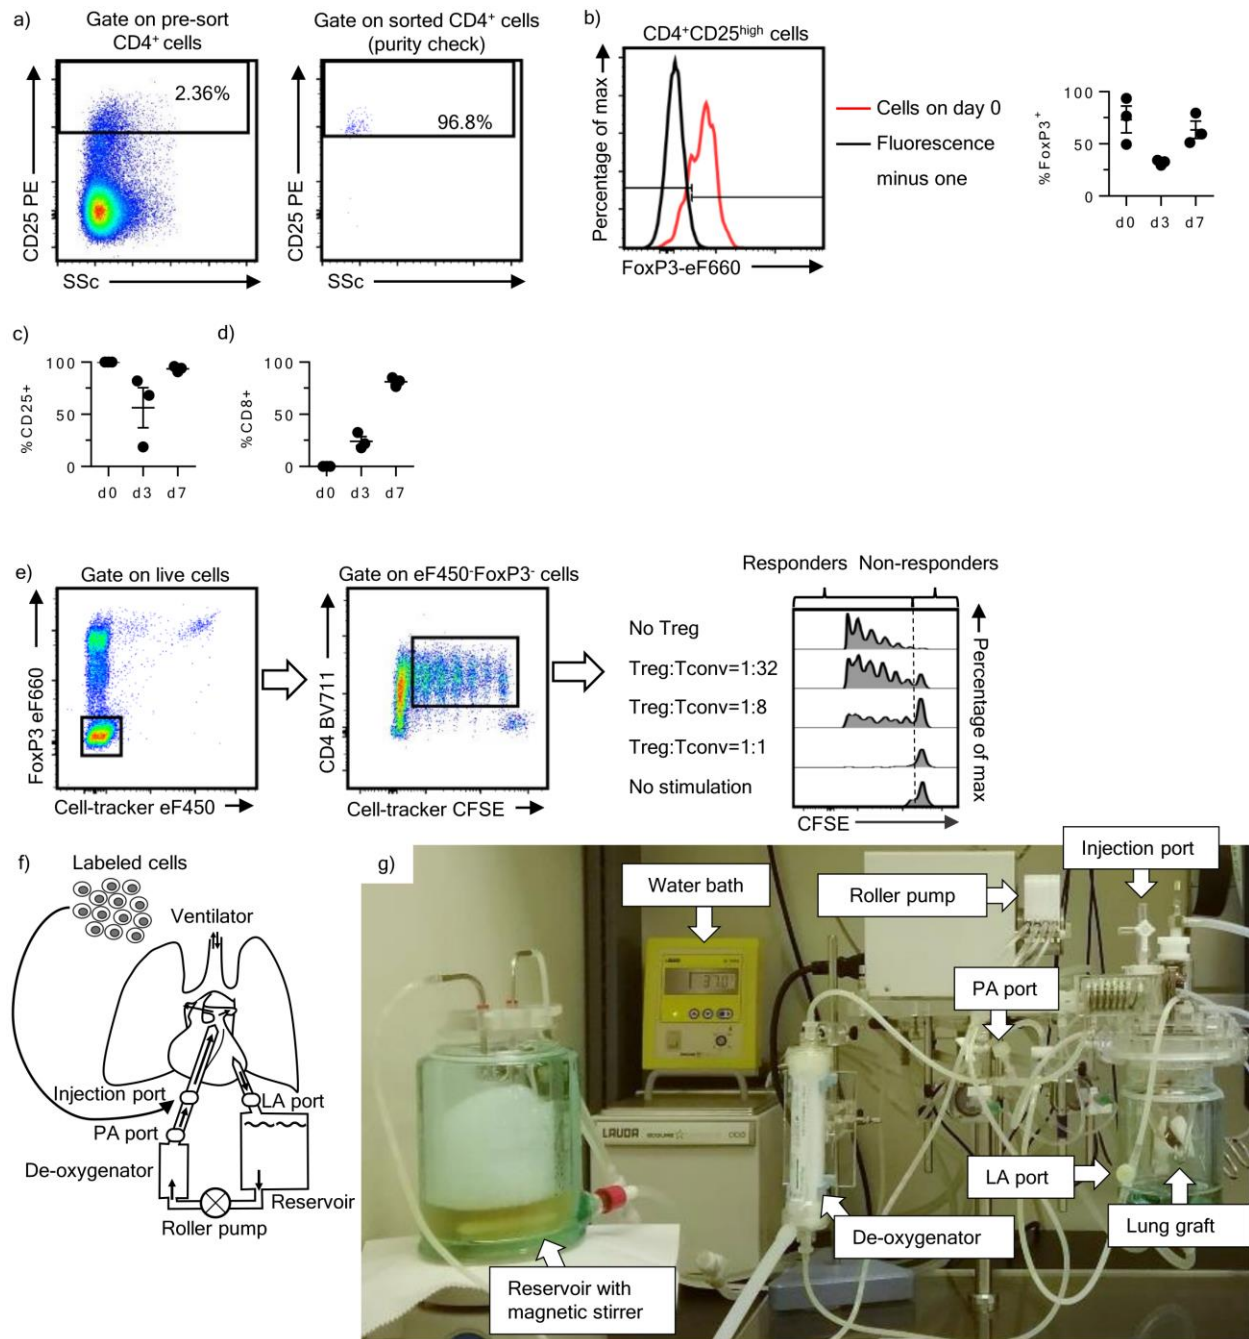 a)
Gate on pre-sort
CD4⁺ cells
2.36%
CD25 PE
SSc
Gate on sorted CD4⁺ cells
(purity check)
96.8%
CD25 PE
SSc
b)
CD4⁺CD25ʰⁱᵍʰ cells
Percentage of max
FoxP3-eF660
Cells on day 0
Fluorescence
minus one
%FoxP3⁺
100
50
0
d0 d3 d7
c)
%CD25+
100
50
0
d0 d3 d7
d)
%CD8+
100
50
0
d0 d3 d7
e)
Gate on live cells
FoxP3 eF660
Cell-tracker eF450
Gate on eF450⁻FoxP3⁻ cells
CD4 BV711
Cell-tracker CFSE
Responders Non-responders
No Treg
Treg:Tconv=1:32
Treg:Tconv=1:8
Treg:Tconv=1:1
No stimulation
Percentage of max
CFSE
f)
Labeled cells
Ventilator
Injection port
LA port
PA port
De-oxygenator
Reservoir
Roller pump
g)
Water bath
Roller pump
Injection port
PA port
LAUDA
37.0
LAUDA
LA port
De-oxygenator
Lung graft
Reservoir with
magnetic stirrer